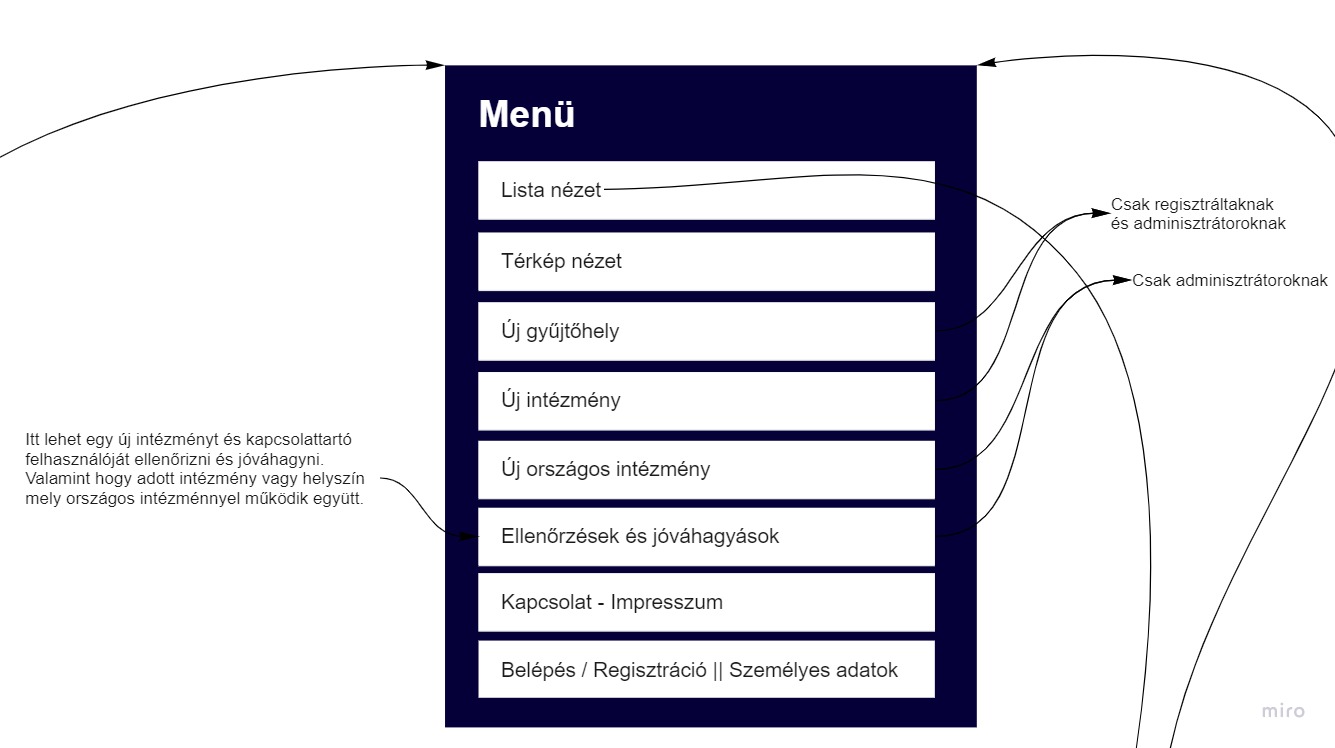 Menü
Lista nézet
Térkép nézet
Új gyűjtőhely
Új intézmény
Új országos intézmény
Ellenőrzések és jóváhagyások
Kapcsolat - Impresszum
Belépés / Regisztráció || Személyes adatok
Csak regisztráltaknak
és adminisztrátoroknak
Csak adminisztrátoroknak
Itt lehet egy új intézményt és kapcsolattartó
felhasználóját ellenőrizni és jóváhagyni.
Valamint hogy adott intézmény vagy helyszín
mely országos intézménnyel működik együtt.
miro